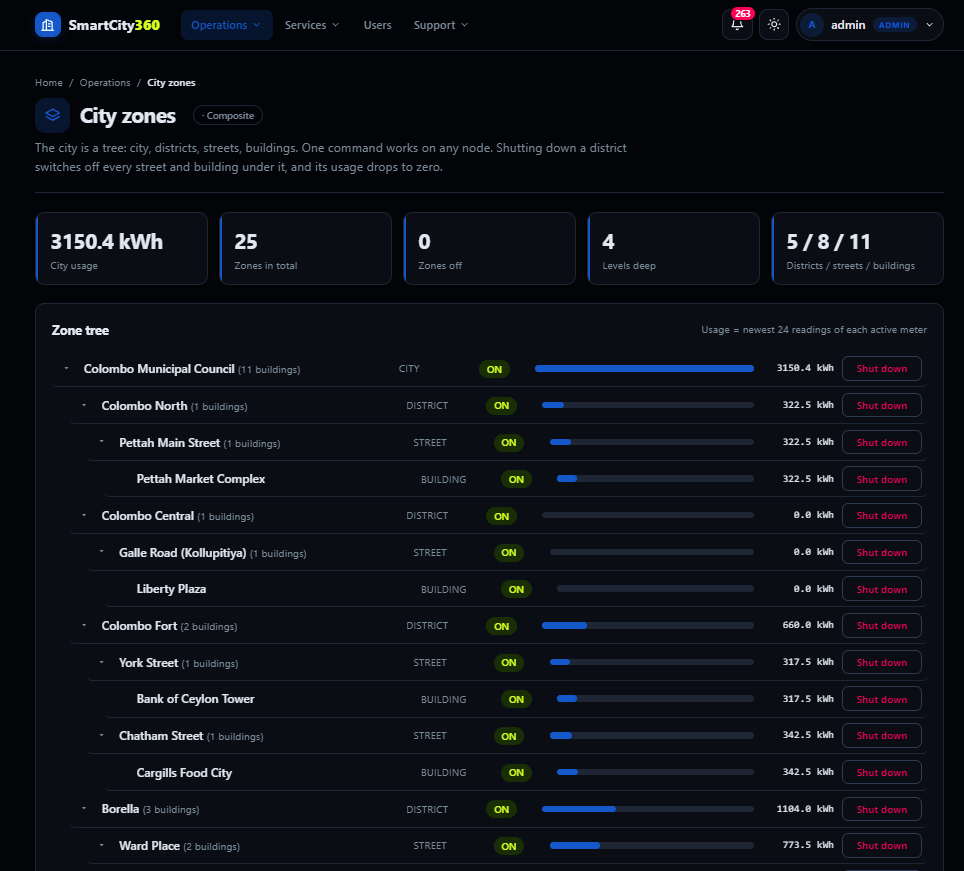 SmartCity360 Operations Services Users Support 263 A admin ADMIN
Home / Operations / City zones
City zones · Composite
The city is a tree: city, districts, streets, buildings. One command works on any node. Shutting down a district
switches off every street and building under it, and its usage drops to zero.
3150.4 kWh 25 0 4 5 / 8 / 11
City usage Zones in total Zones off Levels deep Districts / streets / buildings
Zone tree Usage = newest 24 readings of each active meter
Colombo Municipal Council (11 buildings) CITY ON 3150.4 kWh Shut down
Colombo North (1 buildings) DISTRICT ON 322.5 kWh Shut down
Pettah Main Street (1 buildings) STREET ON 322.5 kWh Shut down
Pettah Market Complex BUILDING ON 322.5 kWh Shut down
Colombo Central (1 buildings) DISTRICT ON 0.0 kWh Shut down
Galle Road (Kollupitiya) (1 buildings) STREET ON 0.0 kWh Shut down
Liberty Plaza BUILDING ON 0.0 kWh Shut down
Colombo Fort (2 buildings) DISTRICT ON 660.0 kWh Shut down
York Street (1 buildings) STREET ON 317.5 kWh Shut down
Bank of Ceylon Tower BUILDING ON 317.5 kWh Shut down
Chatham Street (1 buildings) STREET ON 342.5 kWh Shut down
Cargills Food City BUILDING ON 342.5 kWh Shut down
Borella (3 buildings) DISTRICT ON 1104.0 kWh Shut down
Ward Place (2 buildings) STREET ON 773.5 kWh Shut down